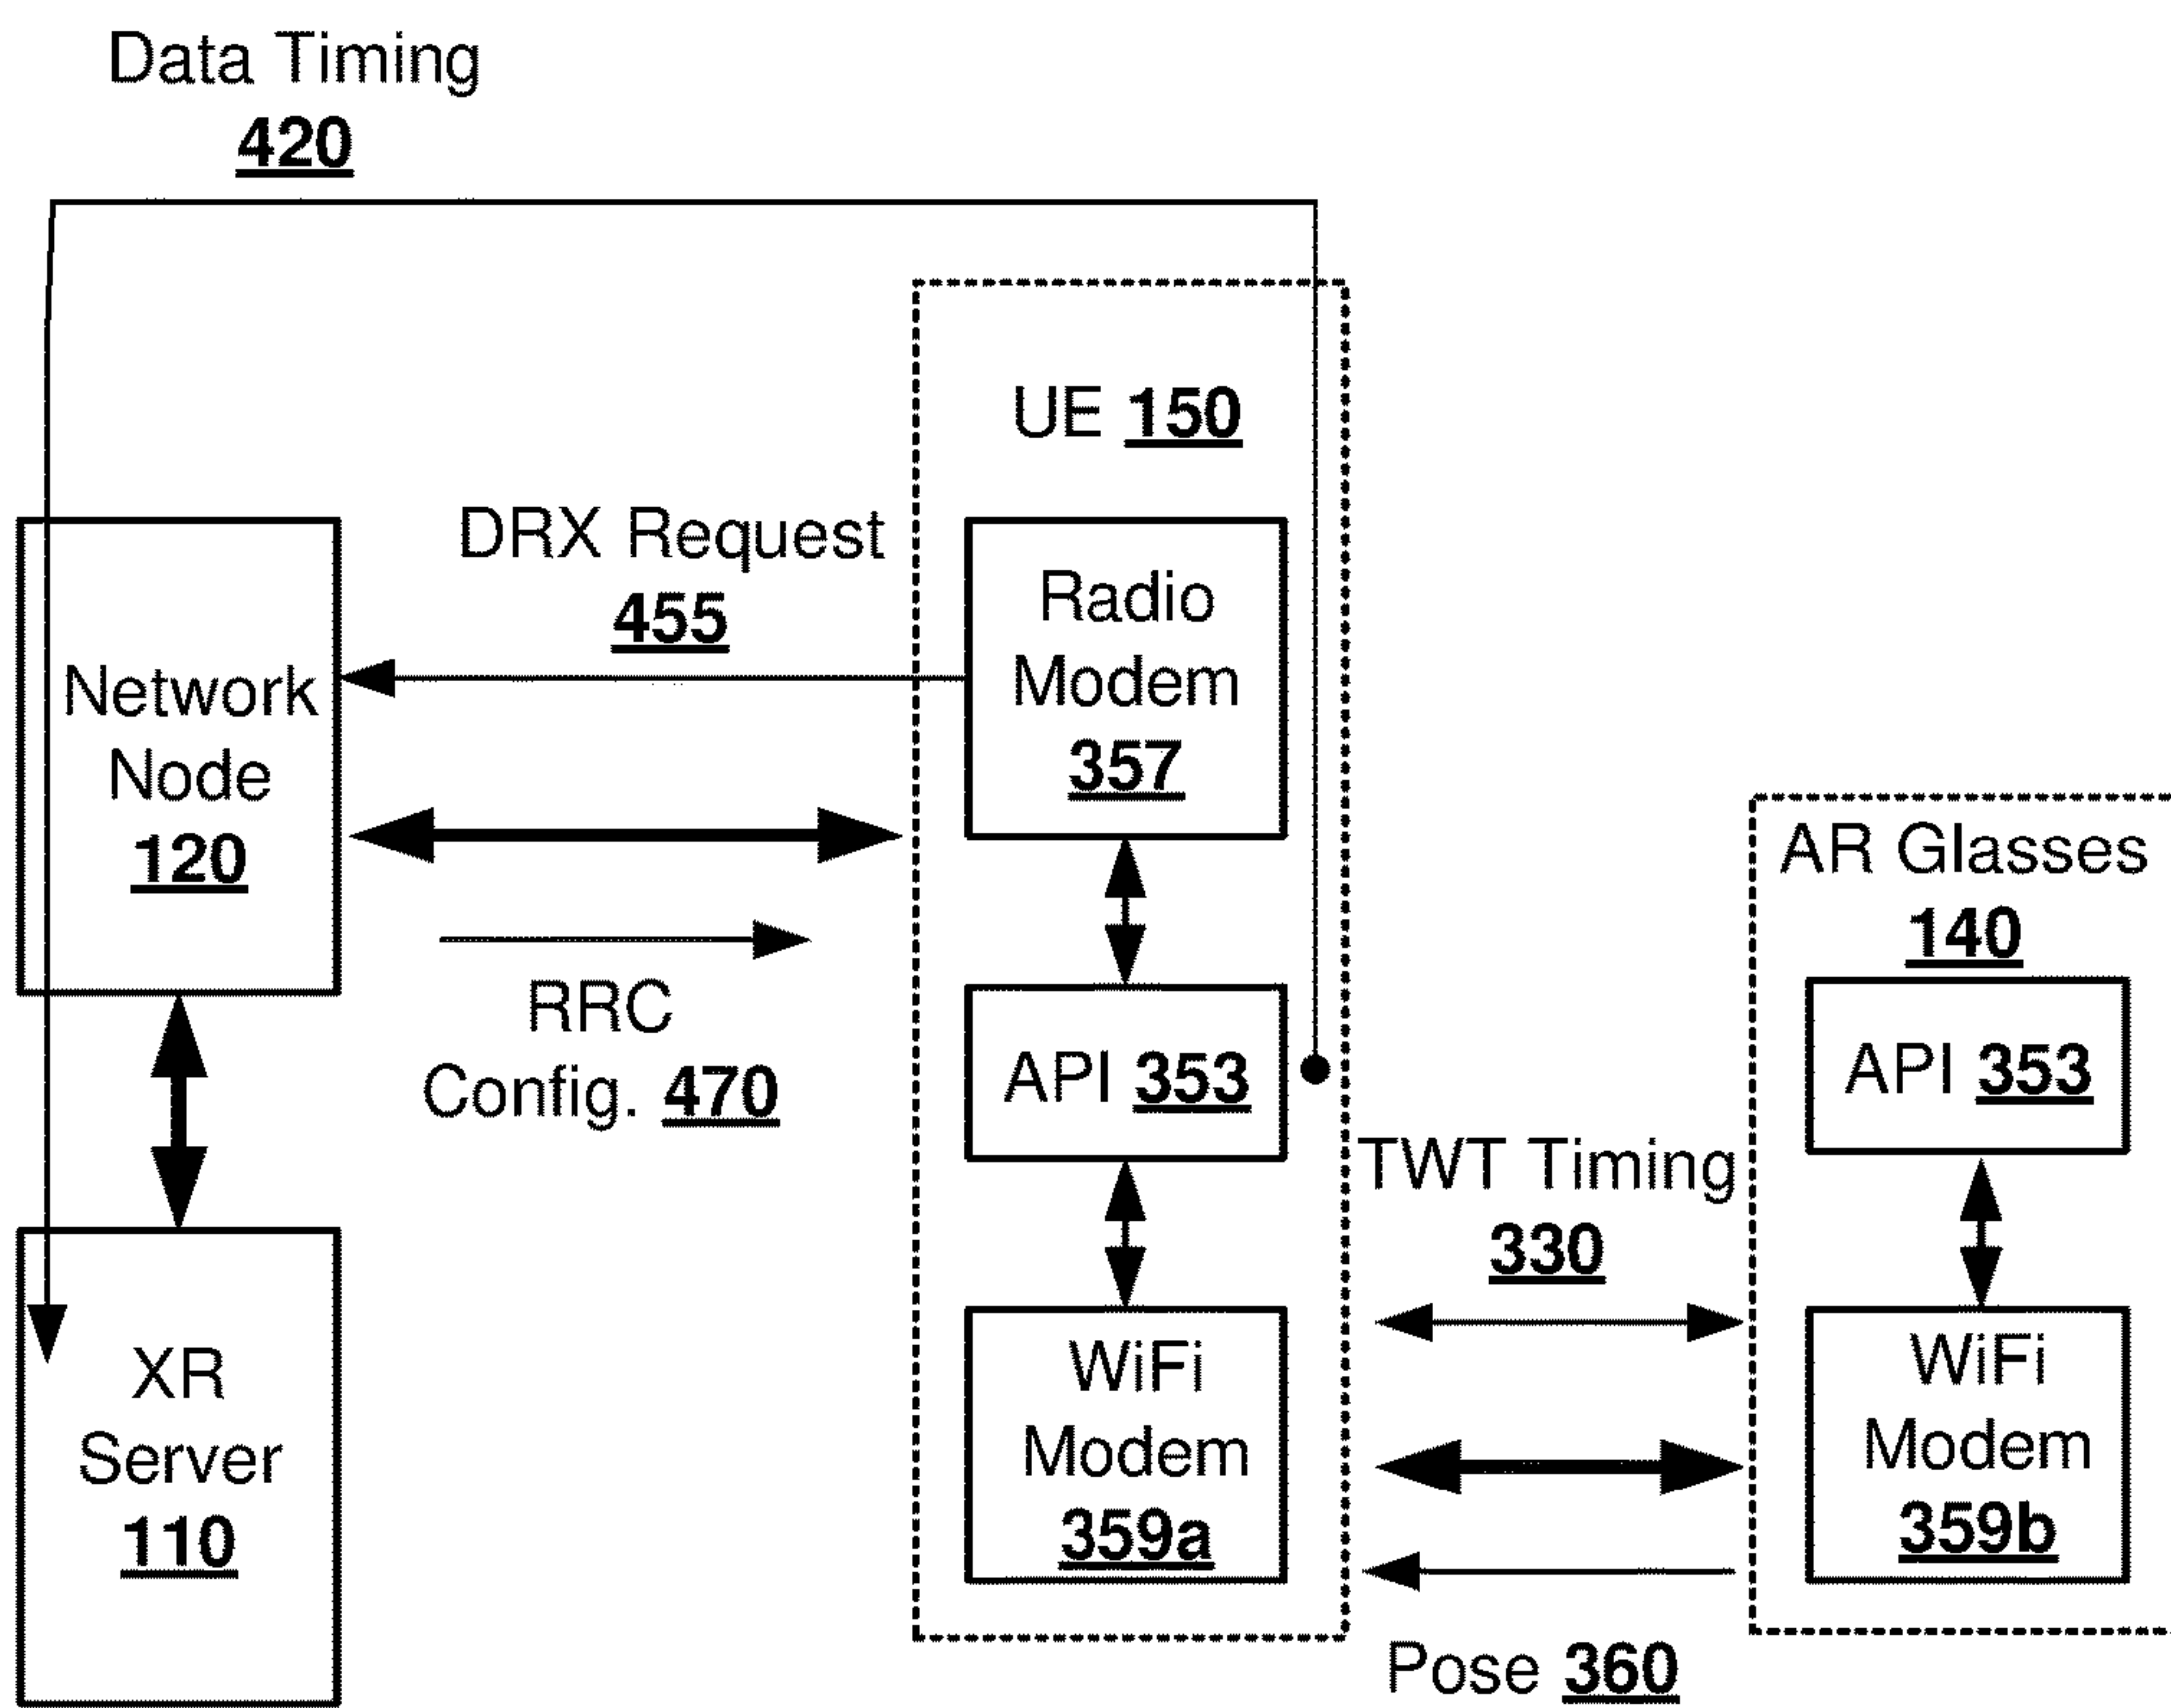 Data Timing
420
UE 150
DRX Request
455
Radio
Modem
357
Network
Node
120
RRC
Config. 470
API 353
AR Glasses
140
API 353
TWT Timing
330
XR
Server
110
WiFi
Modem
359a
WiFi
Modem
359b
Pose 360